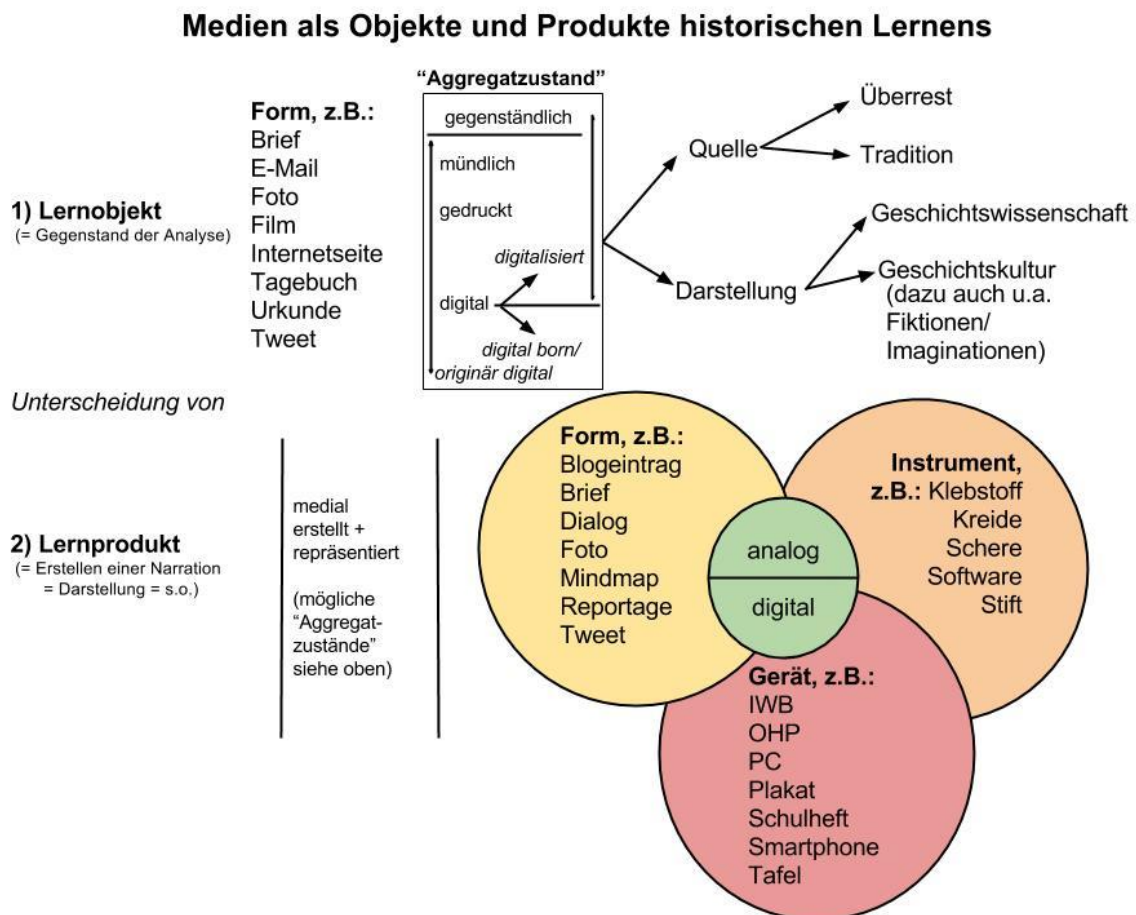 Medien als Objekte und Produkte historischen Lernens
1) Lernobjekt
(= Gegenstand der Analyse)
Form, z.B.:
Brief
E-Mail
Foto
Film
Internetseite
Tagebuch
Urkunde
Tweet
“Aggregatzustand”
gegenständlich
mündlich
gedruckt
digitalisiert
digital
digital born/
originär digital
Quelle
Überrest
Tradition
Darstellung
Geschichtswissenschaft
Geschichtskultur
(dazu auch u.a.
Fiktionen/
Imaginationen)
Unterscheidung von
2) Lernprodukt
(= Erstellen einer Narration
= Darstellung = s.o.)
medial
erstellt +
repräsentiert
(mögliche
“Aggregat-
zustände”
siehe oben)
Form, z.B.:
Blogeintrag
Brief
Dialog
Foto
Mindmap
Reportage
Tweet
analog
digital
Instrument,
z.B.: Klebstoff
Kreide
Schere
Software
Stift
Gerät, z.B.:
IWB
OHP
PC
Plakat
Schulheft
Smartphone
Tafel